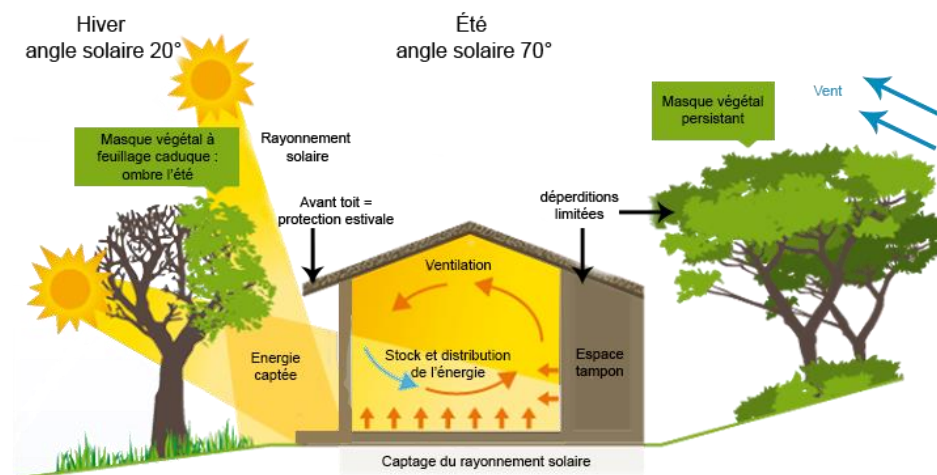 Hiver
angle solaire 20°
Été
angle solaire 70°
Masque végétal à
feuillage caduque :
ombre l'été
Rayonnement
solaire
Masque végétal
persistant
Vent
Avant toit =
protection estivale
déperditions
limitées
Ventilation
Energie
captée
Stock et distribution
de l'énergie
Espace
tampon
Captage du rayonnement solaire